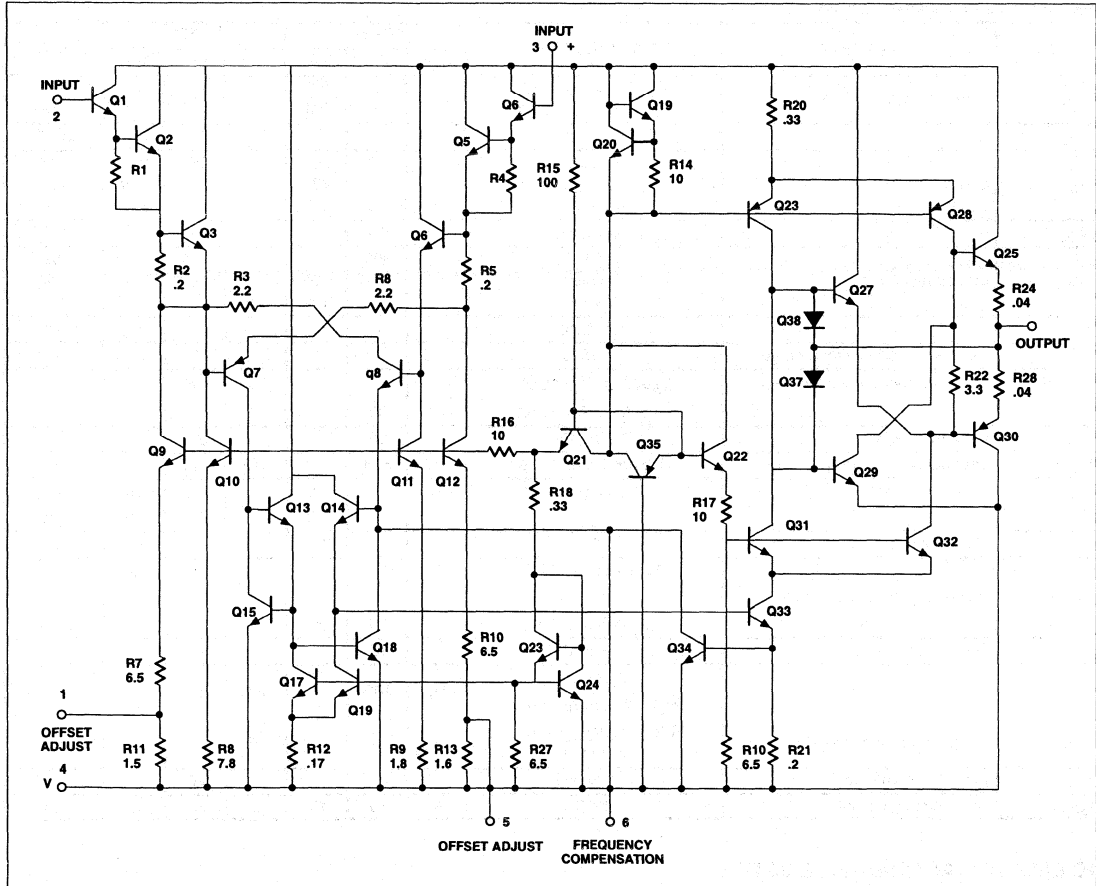 INPUT
3 +
INPUT
2
Q1
Q2
R1
Q3
R2
.2
R3
2.2
R8
2.2
Q6
Q5
R4
Q6
R5
.2
R15
100
Q19
Q20
R14
10
R20
.33
Q23
Q28
Q25
R24
.04
OUTPUT
Q27
Q38
Q37
R22
3.3
R28
.04
Q30
Q29
Q7
q8
Q9
Q10
Q11
Q12
R16
10
Q21
Q35
Q22
R18
.33
R17
10
Q13
Q14
Q31
Q32
Q15
Q18
Q33
Q34
R7
6.5
Q17
Q19
R10
6.5
Q23
Q24
1
OFFSET
ADJUST
R11
1.5
R8
7.8
R12
.17
R9
1.8
R13
1.6
R27
6.5
R10
6.5
R21
.2
4
V
5
OFFSET ADJUST
6
FREQUENCY
COMPENSATION